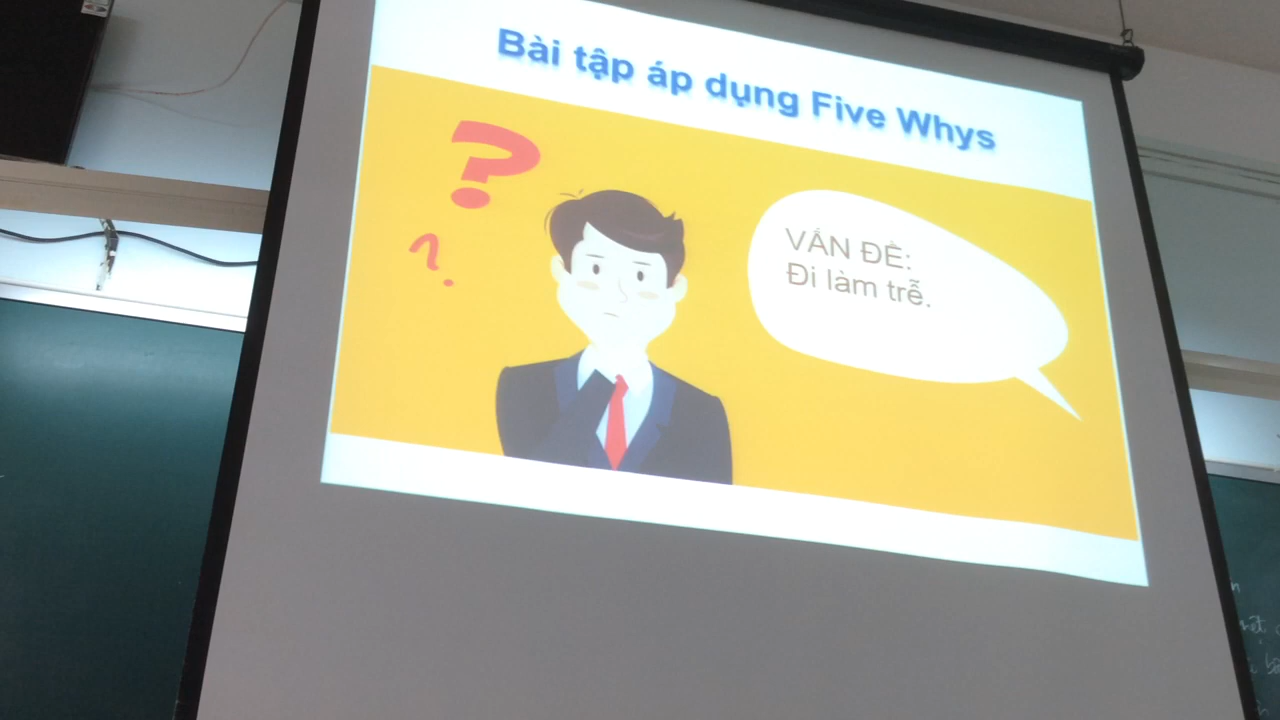 Bài tập áp dụng Five Whys
VẤN ĐỀ:
Đi làm trễ.